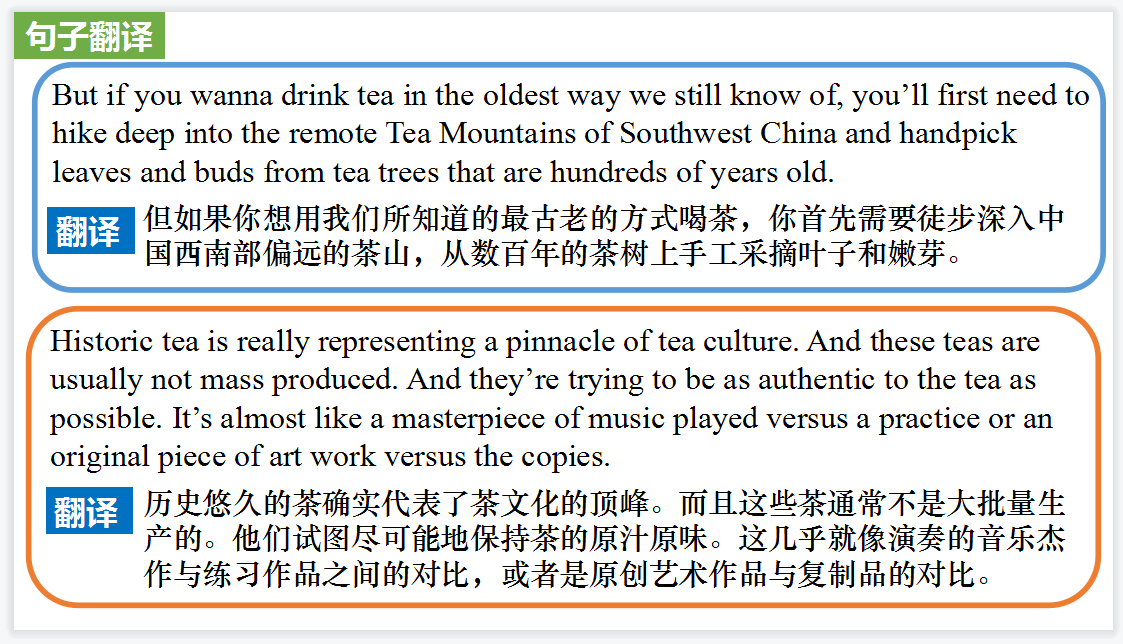 句子翻译
But if you wanna drink tea in the oldest way we still know of, you’ll first need to
hike deep into the remote Tea Mountains of Southwest China and handpick
leaves and buds from tea trees that are hundreds of years old.
翻译
但如果你想用我们所知道的最古老的方式喝茶，你首先需要徒步深入中
国西南部偏远的茶山，从数百年的茶树上手工采摘叶子和嫩芽。
Historic tea is really representing a pinnacle of tea culture. And these teas are
usually not mass produced. And they’re trying to be as authentic to the tea as
possible. It’s almost like a masterpiece of music played versus a practice or an
original piece of art work versus the copies.
翻译
历史悠久的茶确实代表了茶文化的顶峰。而且这些茶通常不是大批量生
产的。他们试图尽可能地保持茶的原汁原味。这几乎就像演奏的音乐杰
作与练习作品之间的对比，或者是原创艺术作品与复制品的对比。